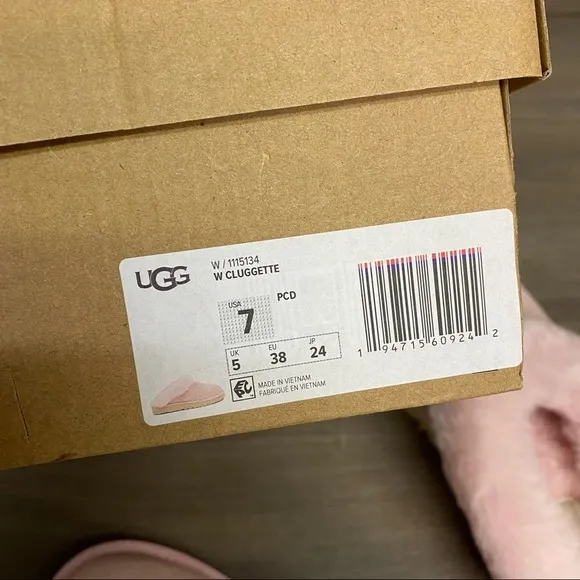 UGG
W / 1115134
W CLUGGETTE
USA
7
PCD
UK EU JP
5 38 24
MADE IN VIETNAM
FABRIQUÉ EN VIETNAM
1 94715 60924 2